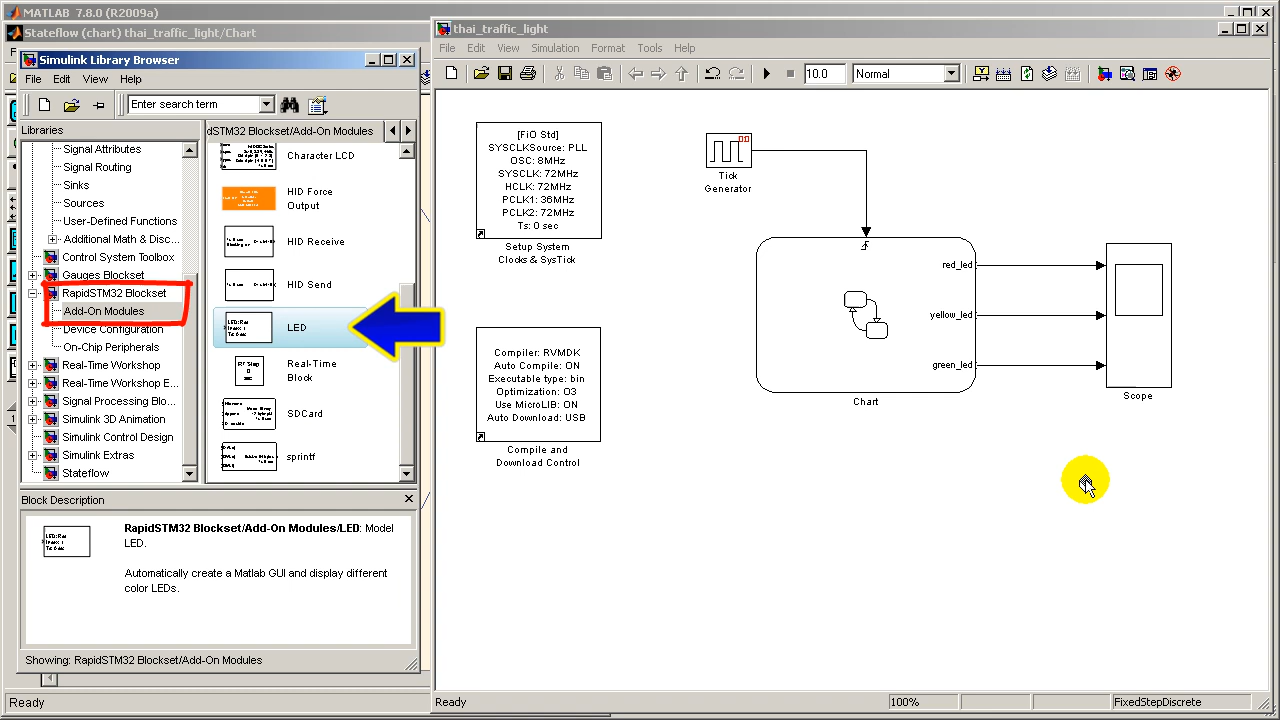 MATLAB 7.8.0 (R2009a)
Stateflow (chart) thai_traffic_light/Chart
Simulink Library Browser
File Edit View Help
Enter search term
Libraries
Signal Attributes
Signal Routing
Sinks
Sources
User-Defined Functions
Additional Math & Disc...
Control System Toolbox
Gauges Blockset
RapidSTM32 Blockset
Add-On Modules
Device Configuration
On-Chip Peripherals
Real-Time Workshop
Real-Time Workshop E...
Signal Processing Blo...
Simulink 3D Animation
Simulink Control Design
Simulink Extras
Stateflow
dSTM32 Blockset/Add-On Modules
Character LCD
HID Force
Output
HID Receive
HID Send
LED
Real-Time
Block
SDCard
sprintf
Block Description
RapidSTM32 Blockset/Add-On Modules/LED: Model
LED.
Automatically create a Matlab GUI and display different
color LEDs.
Showing: RapidSTM32 Blockset/Add-On Modules
Ready
thai_traffic_light
File Edit View Simulation Format Tools Help
10.0 Normal
[FiO Std]
SYSCLKSource: PLL
OSC: 8MHz
SYSCLK: 72MHz
HCLK: 72MHz
PCLK1: 36MHz
PCLK2: 72MHz
Ts: 0 sec
Setup System
Clocks & SysTick
Compiler: RVMDK
Auto Compile: ON
Executable type: bin
Optimization: O3
Use MicroLIB: ON
Auto Download: USB
Compile and
Download Control
Tick
Generator
red_led
yellow_led
green_led
Chart
Scope
Ready 100% FixedStepDiscrete